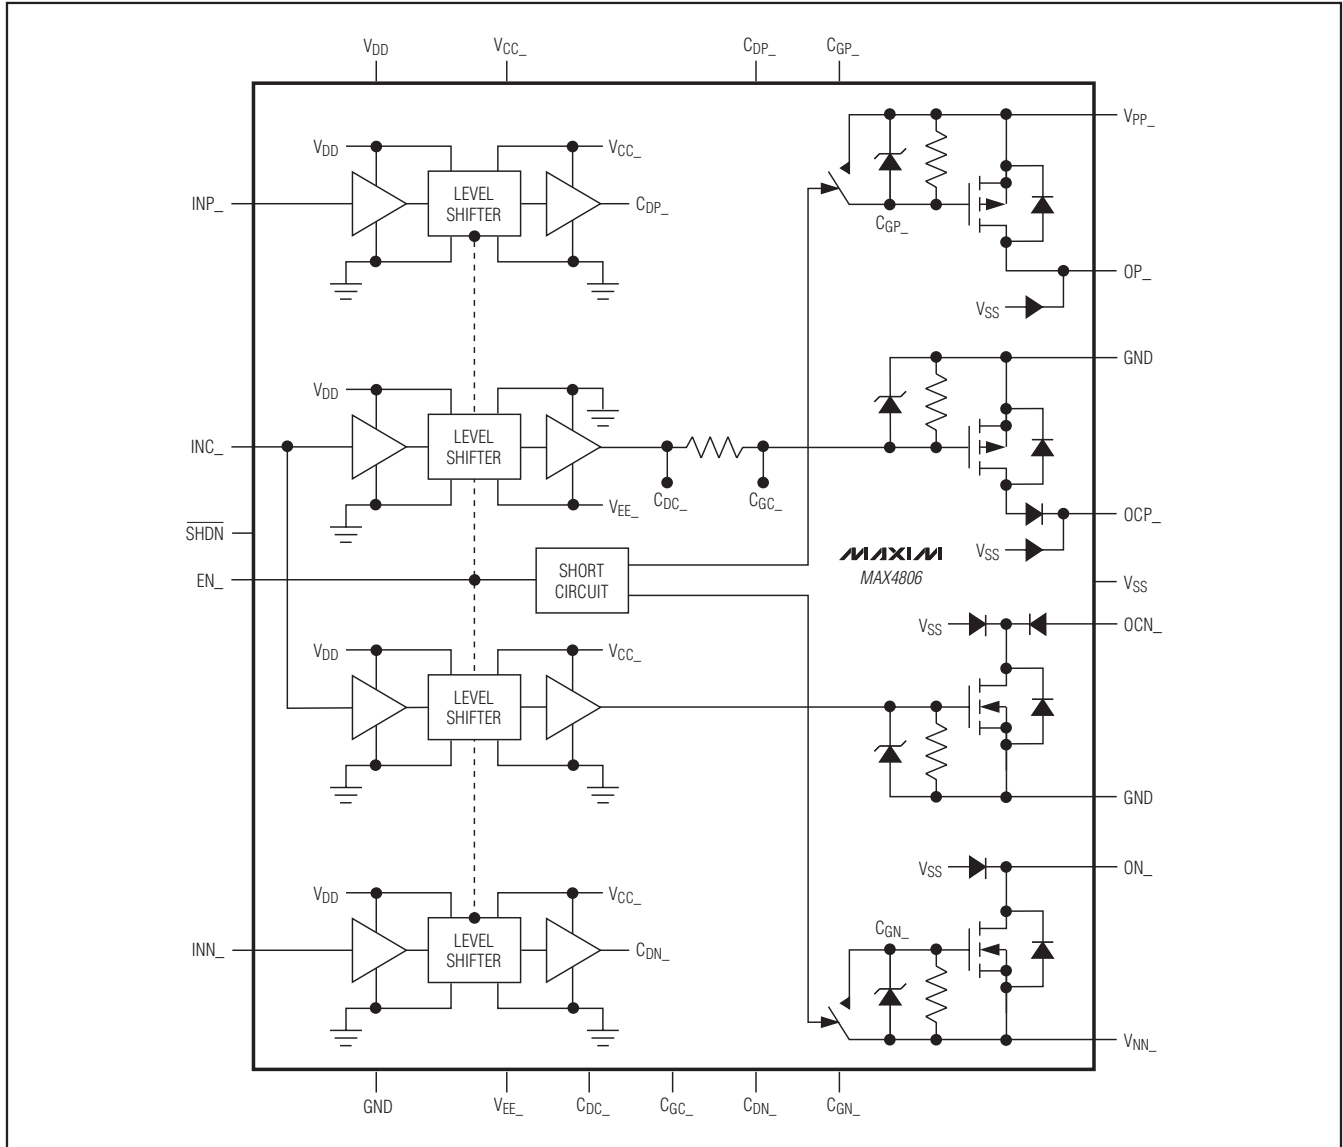 VDD VCC_ CDP_ CGP_
VPP_
VDD VCC_
INP_ LEVEL SHIFTER CDP_
CGP_
OP_
VSS
GND
VDD
INC_ LEVEL SHIFTER
CDC_ CGC_
VEE_
OCP_
SHDN
VSS
MAXIM
MAX4806
EN_ SHORT CIRCUIT
VSS
VSS OCN_
VDD VCC_
LEVEL SHIFTER
GND
VSS ON_
VDD VCC_
CGN_
INN_ LEVEL SHIFTER CDN_
VNN_
GND VEE_ CDC_ CGC_ CDN_ CGN_